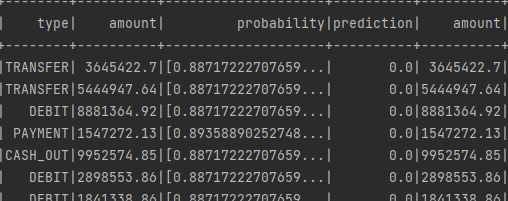 +--------+----------+--------------------+----------+----------+
|    type|    amount|         probability|prediction|    amount|
+--------+----------+--------------------+----------+----------+
|TRANSFER| 3645422.7|[0.88717222707659...|       0.0| 3645422.7|
|TRANSFER|5444947.64|[0.88717222707659...|       0.0|5444947.64|
|   DEBIT|8881364.92|[0.88717222707659...|       0.0|8881364.92|
| PAYMENT|1547272.13|[0.89358890252748...|       0.0|1547272.13|
|CASH_OUT|9952574.85|[0.88717222707659...|       0.0|9952574.85|
|   DEBIT|2898553.86|[0.88717222707659...|       0.0|2898553.86|
|   DEBIT|1841338.86|[0.88717222707659...|       0.0|1841338.86|